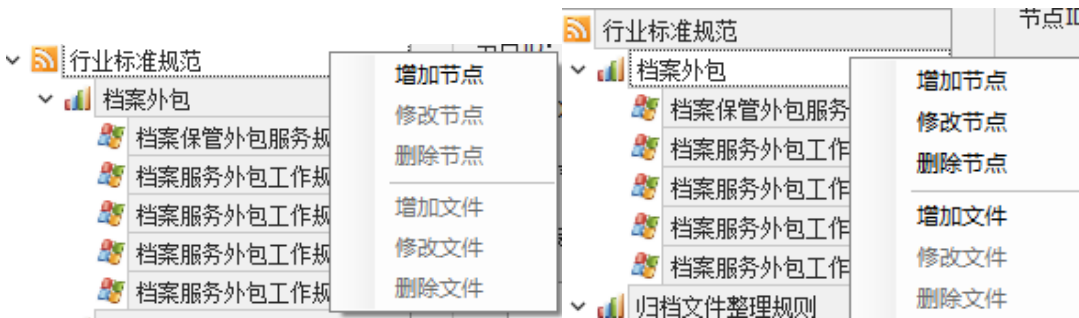 行业标准规范
档案外包
档案保管外包服务规
档案服务外包工作规
档案服务外包工作规
档案服务外包工作规
档案服务外包工作规
增加节点
修改节点
删除节点
增加文件
修改文件
删除文件
节点ID
行业标准规范
档案外包
档案保管外包服务
档案服务外包工作
档案服务外包工作
档案服务外包工作
档案服务外包工作
归档文件整理规则
增加节点
修改节点
删除节点
增加文件
修改文件
删除文件